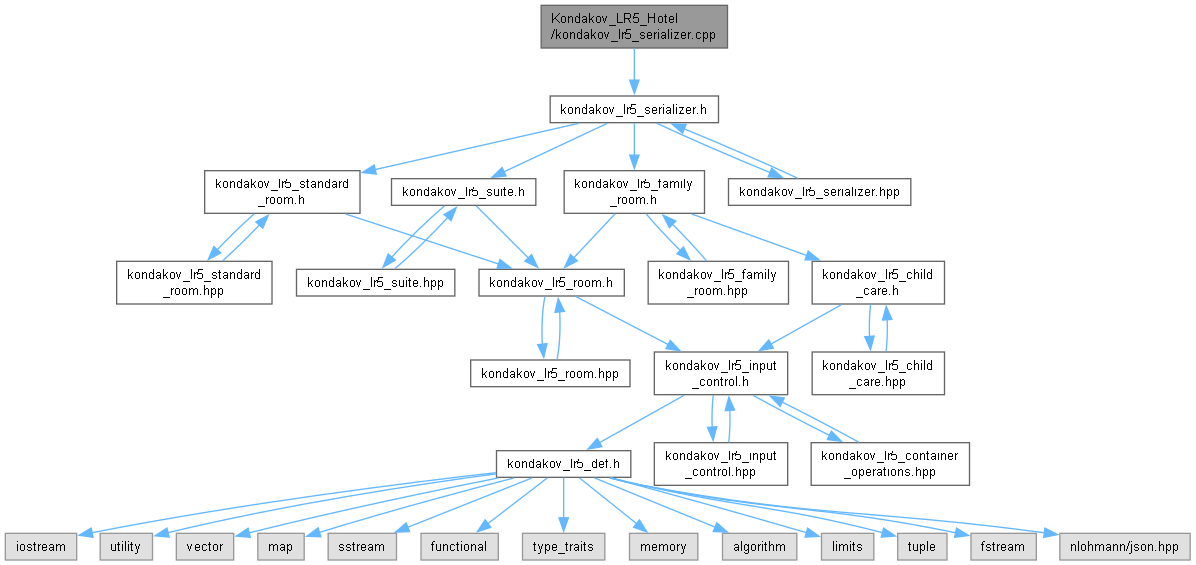 Kondakov_LR5_Hotel
/kondakov_lr5_serializer.cpp
kondakov_lr5_serializer.h
kondakov_lr5_standard
_room.h
kondakov_lr5_suite.h
kondakov_lr5_family
_room.h
kondakov_lr5_serializer.hpp
kondakov_lr5_standard
_room.hpp
kondakov_lr5_suite.hpp
kondakov_lr5_room.h
kondakov_lr5_family
_room.hpp
kondakov_lr5_child
_care.h
kondakov_lr5_room.hpp
kondakov_lr5_input
_control.h
kondakov_lr5_child
_care.hpp
kondakov_lr5_def.h
kondakov_lr5_input
_control.hpp
kondakov_lr5_container
_operations.hpp
iostream
utility
vector
map
sstream
functional
type_traits
memory
algorithm
limits
tuple
fstream
nlohmann/json.hpp